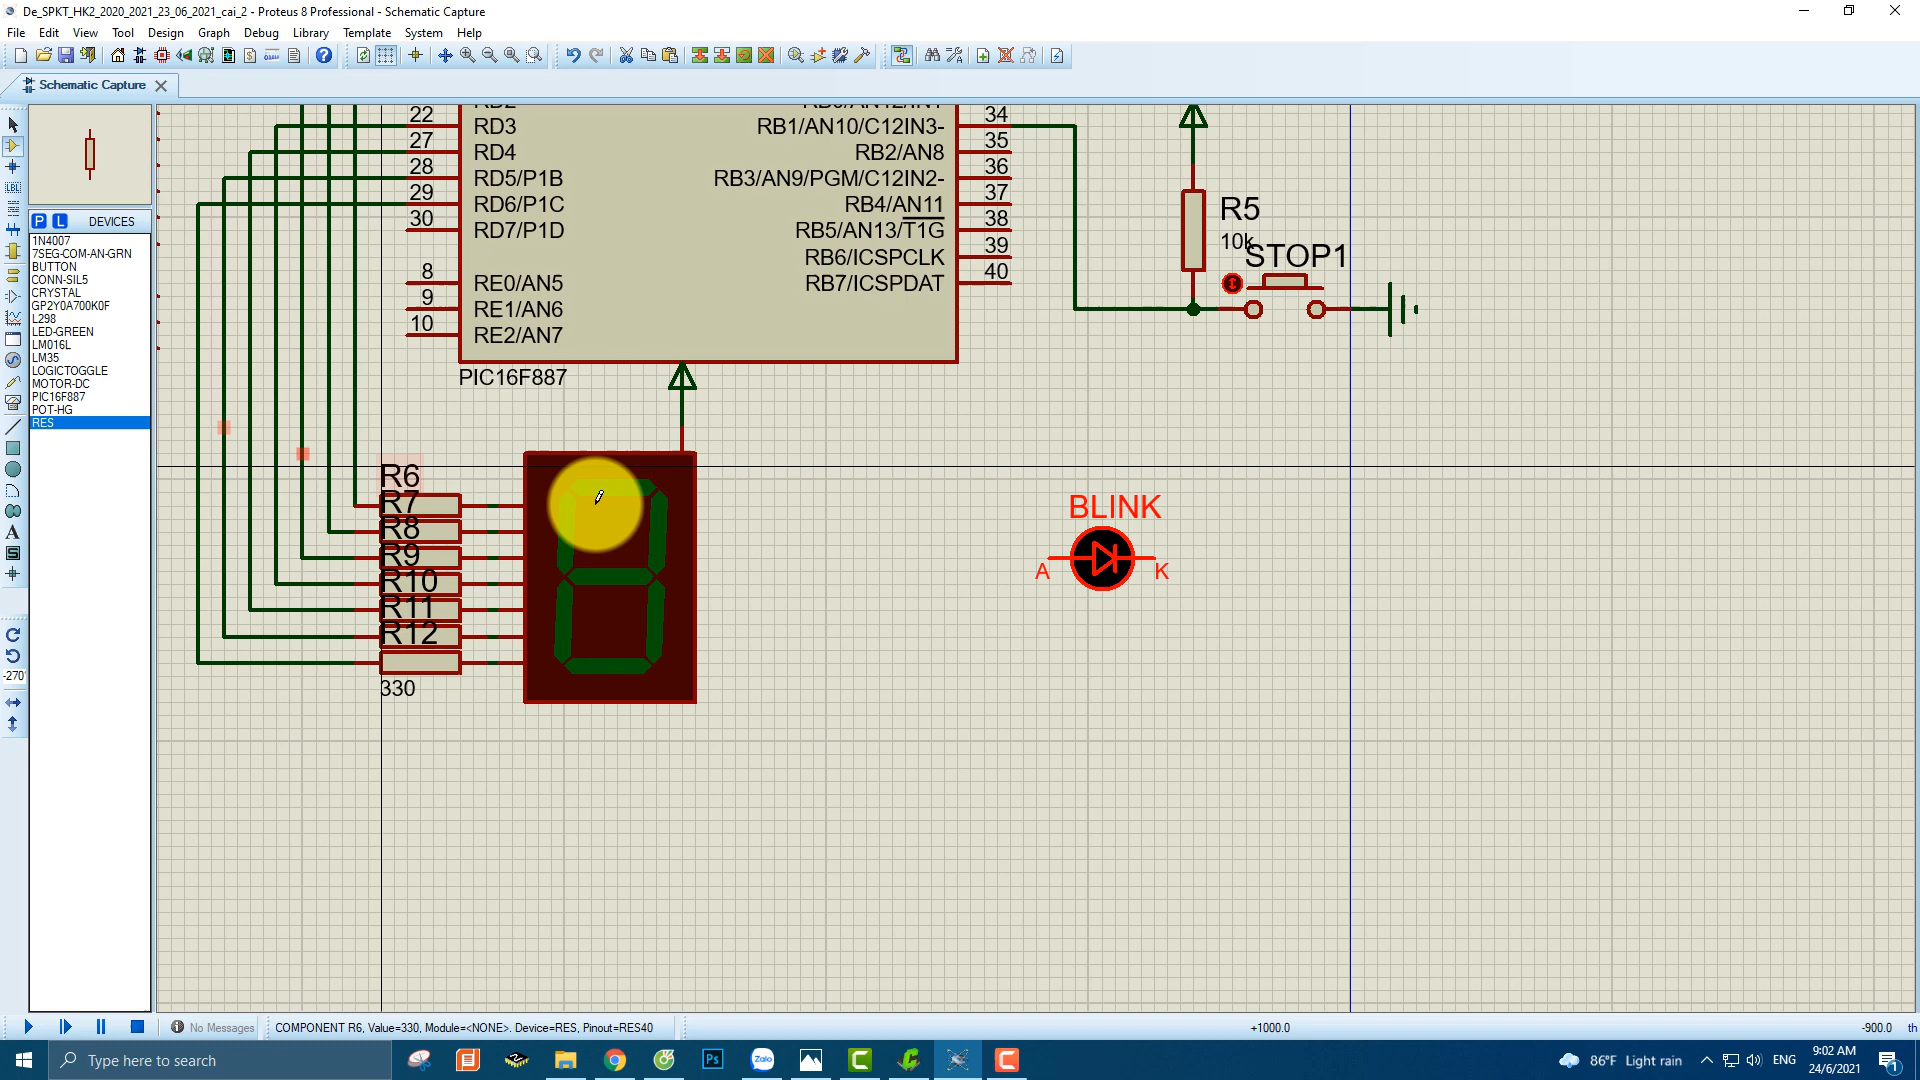 De_SPKT_HK2_2020_2021_23_06_2021_cai_2 - Proteus 8 Professional - Schematic Capture
File Edit View Tool Design Graph Debug Library Template System Help
Schematic Capture
P L DEVICES
1N4007
7SEG-COM-AN-GRN
BUTTON
CONN-SIL5
CRYSTAL
GP2Y0A700K0F
L298
LED-GREEN
LM016L
LM35
LOGICTOGGLE
MOTOR-DC
PIC16F887
POT-HG
RES
LBL
A
S
-270°
22 RD3 RB1/AN10/C12IN3- 34
27 RD4 RB2/AN8 35
28 RD5/P1B RB3/AN9/PGM/C12IN2- 36
29 RD6/P1C RB4/AN11 37
30 RD7/P1D RB5/AN13/T1G 38
RB6/ICSPCLK 39
8 RE0/AN5 RB7/ICSPDAT 40
9 RE1/AN6
10 RE2/AN7
PIC16F887
R5
10k
STOP1
R6
R7
R8
R9
R10
R11
R12
330
BLINK
A K
No Messages COMPONENT R6, Value=330, Module=<NONE>. Device=RES, Pinout=RES40 +1000.0 -900.0 th
Type here to search
Ps
Zalo
86°F Light rain
ENG
9:02 AM
24/6/2021
1